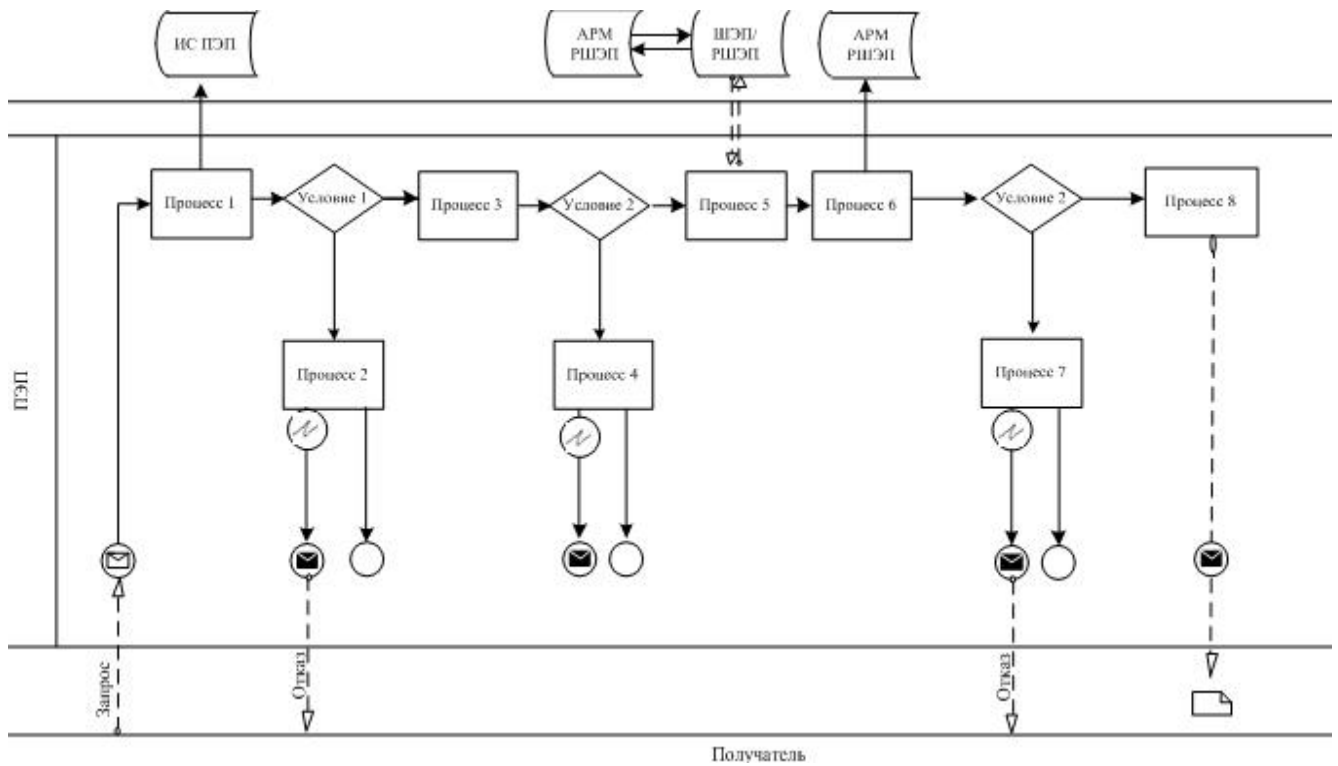 ИС ПЭП
АРМ
РШЭП
ШЭП/
РШЭП
АРМ
РШЭП
Процесс 1
Условие 1
Процесс 3
Условие 2
Процесс 5
Процесс 6
Условие 2
Процесс 8
Процесс 2
Процесс 4
Процесс 7
ПЭП
Запрос
Отказ
Отказ
Получатель